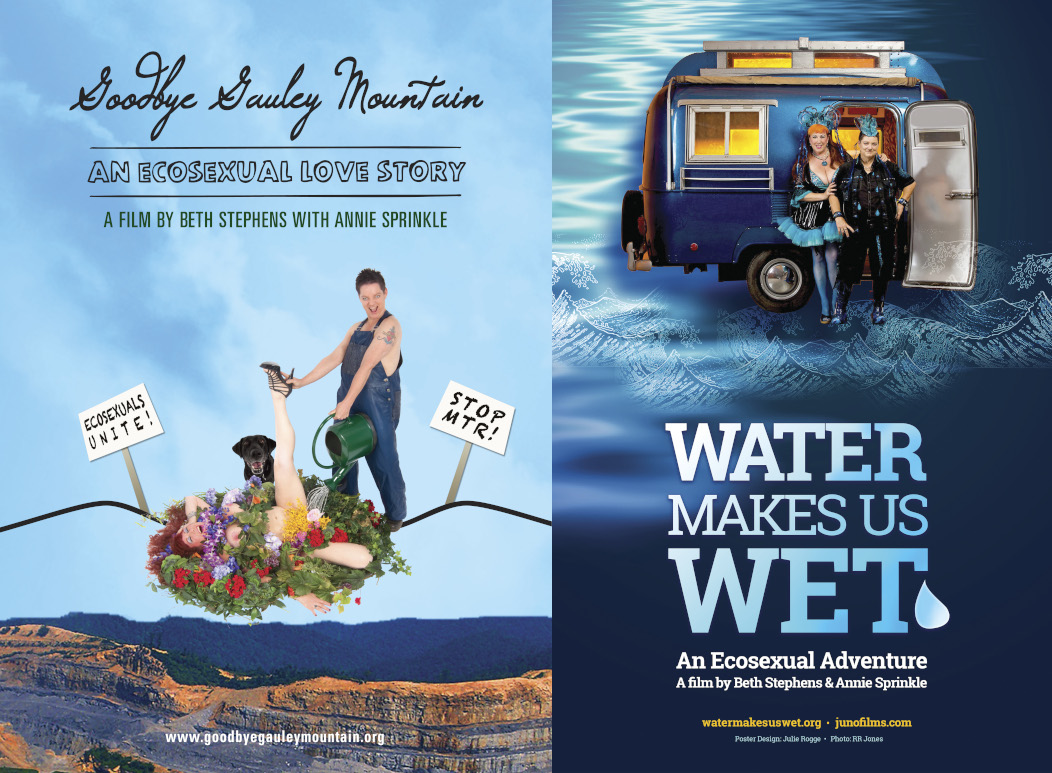 Goodbye Gauley Mountain
AN ECOSEXUAL LOVE STORY
A FILM BY BETH STEPHENS WITH ANNIE SPRINKLE
ECOSEXUALS
UNITE!
STOP
MTR!
www.goodbyegauleymountain.org
WATER
MAKES US
WET
An Ecosexual Adventure
A film by Beth Stephens & Annie Sprinkle
watermakesuswet.org • junofilms.com
Poster Design: Julie Rogge • Photo: RR Jones